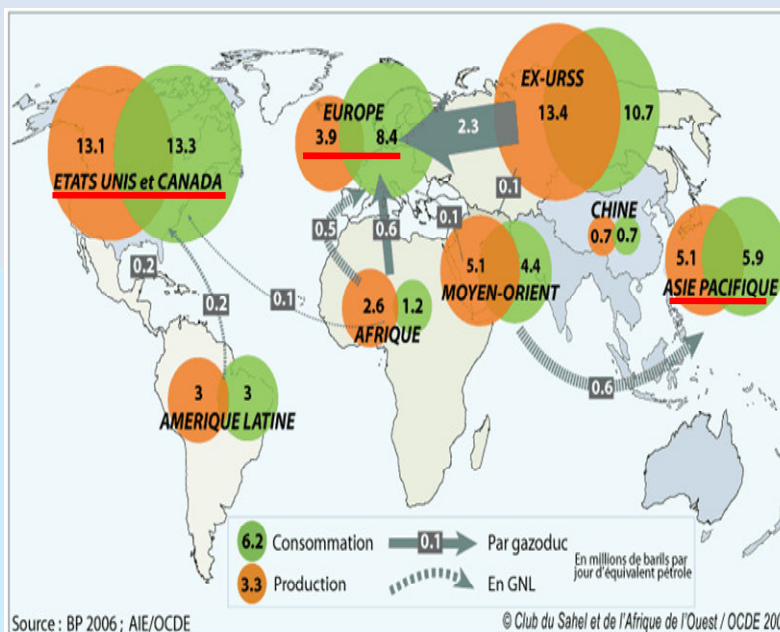 EX-URSS
13.4
10.7
EUROPE
3.9
8.4
2.3
13.1
13.3
ETATS UNIS et CANADA
0.1
CHINE
0.7
0.7
0.5
0.6
0.1
5.1
4.4
MOYEN-ORIENT
5.1
5.9
ASIE PACIFIQUE
0.2
0.2
0.1
2.6
1.2
AFRIQUE
0.6
3
3
AMERIQUE LATINE
6.2 Consommation
0.1 Par gazoduc
3.3 Production
En GNL
En millions de barils par
jour d'équivalent pétrole
Source : BP 2006 ; AIE/OCDE
© Club du Sahel et de l'Afrique de l'Ouest / OCDE